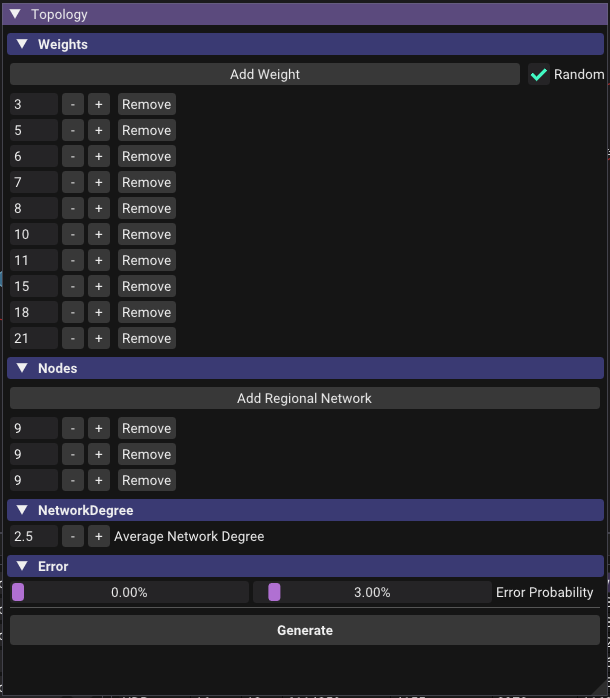 Topology
Weights
Add Weight Random
3 - + Remove
5 - + Remove
6 - + Remove
7 - + Remove
8 - + Remove
10 - + Remove
11 - + Remove
15 - + Remove
18 - + Remove
21 - + Remove
Nodes
Add Regional Network
9 - + Remove
9 - + Remove
9 - + Remove
NetworkDegree
2.5 - + Average Network Degree
Error
0.00% 3.00% Error Probability
Generate